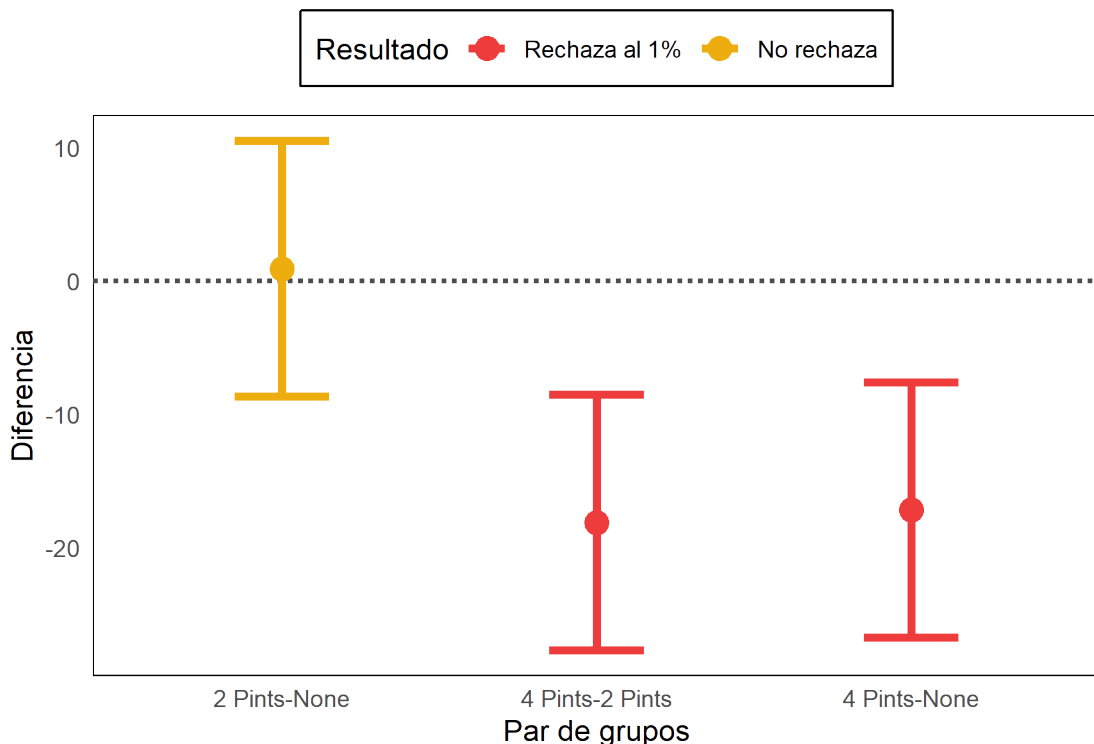 Resultado Rechaza al 1% No rechaza
10
0
-10
-20
Diferencia
2 Pints-None 4 Pints-2 Pints 4 Pints-None
Par de grupos